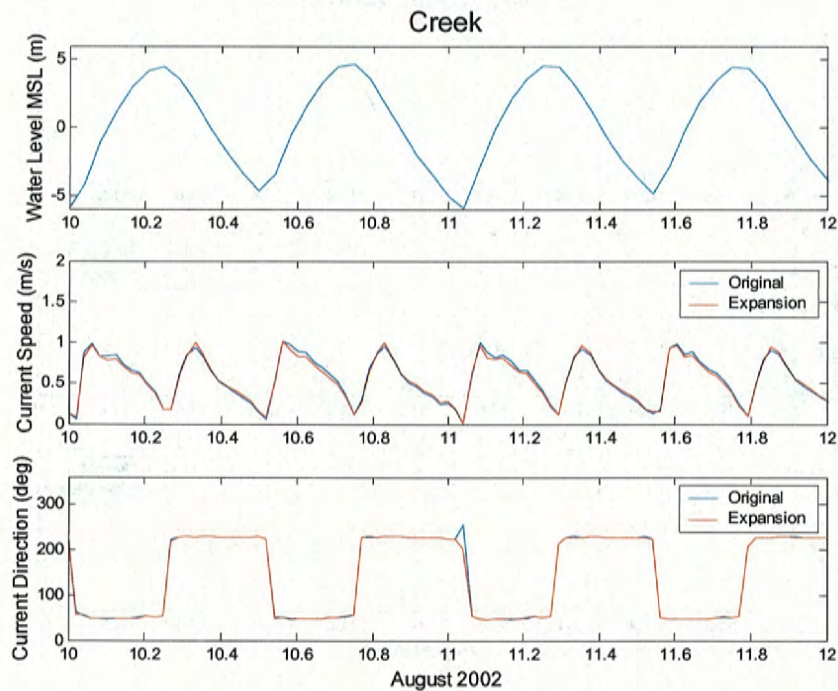 Creek
Water Level MSL (m)
5
0
-5
10 10.2 10.4 10.6 10.8 11 11.2 11.4 11.6 11.8 12
Current Speed (m/s)
2
1.5
1
0.5
0
Original
Expansion
10 10.2 10.4 10.6 10.8 11 11.2 11.4 11.6 11.8 12
Current Direction (deg)
300
200
100
0
Original
Expansion
10 10.2 10.4 10.6 10.8 11 11.2 11.4 11.6 11.8 12
August 2002